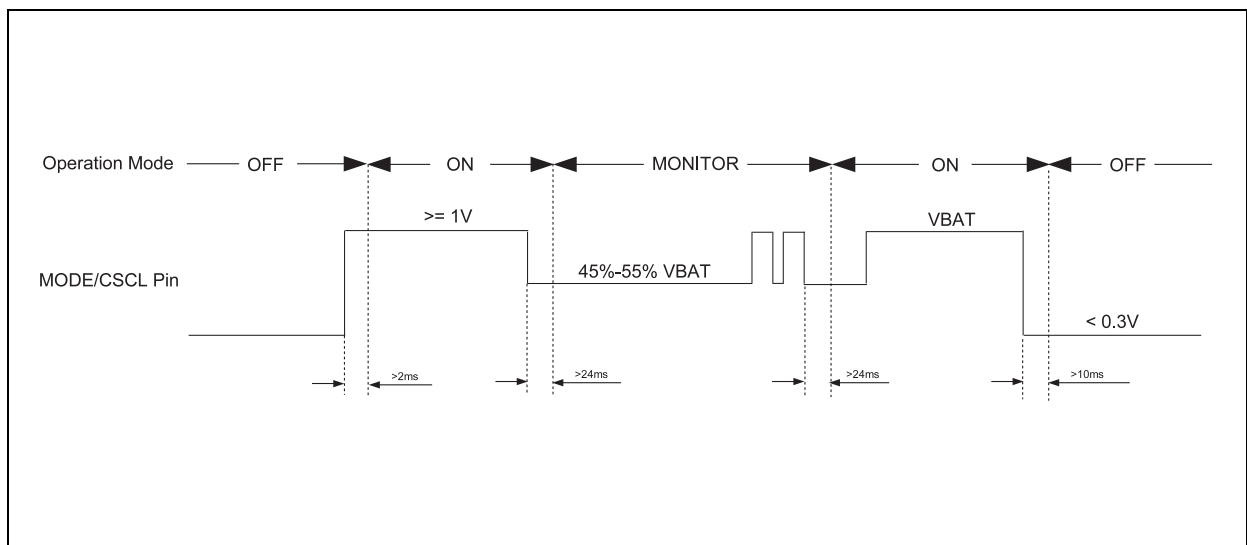 Operation Mode OFF ON MONITOR ON OFF
>= 1V VBAT
MODE/CSCL Pin 45%-55% VBAT
< 0.3V
>2ms >24ms >24ms >10ms